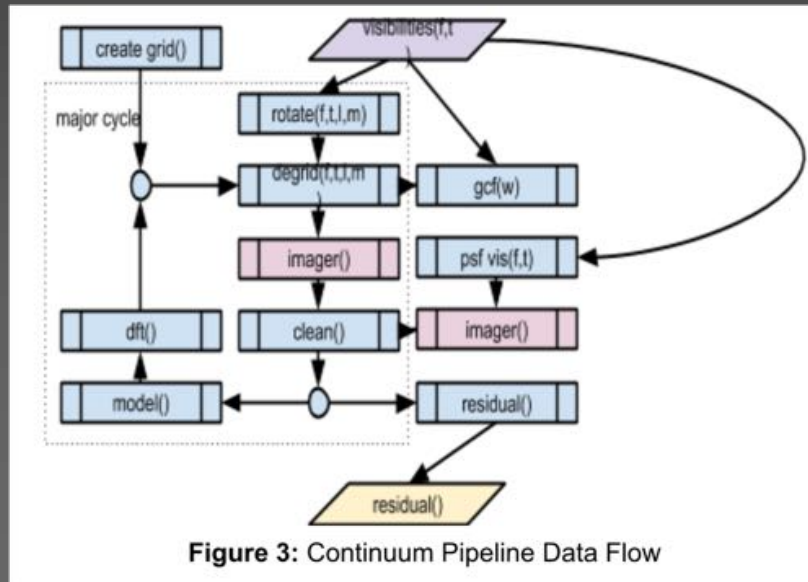 create grid()
visibilities(f,t
)
major cycle
rotate(f,t,l,m)
degrid(f,t,l,m
)
gcf(w)
imager()
psf vis(f,t)
dft()
clean()
imager()
model()
residual()
residual()
Figure 3: Continuum Pipeline Data Flow